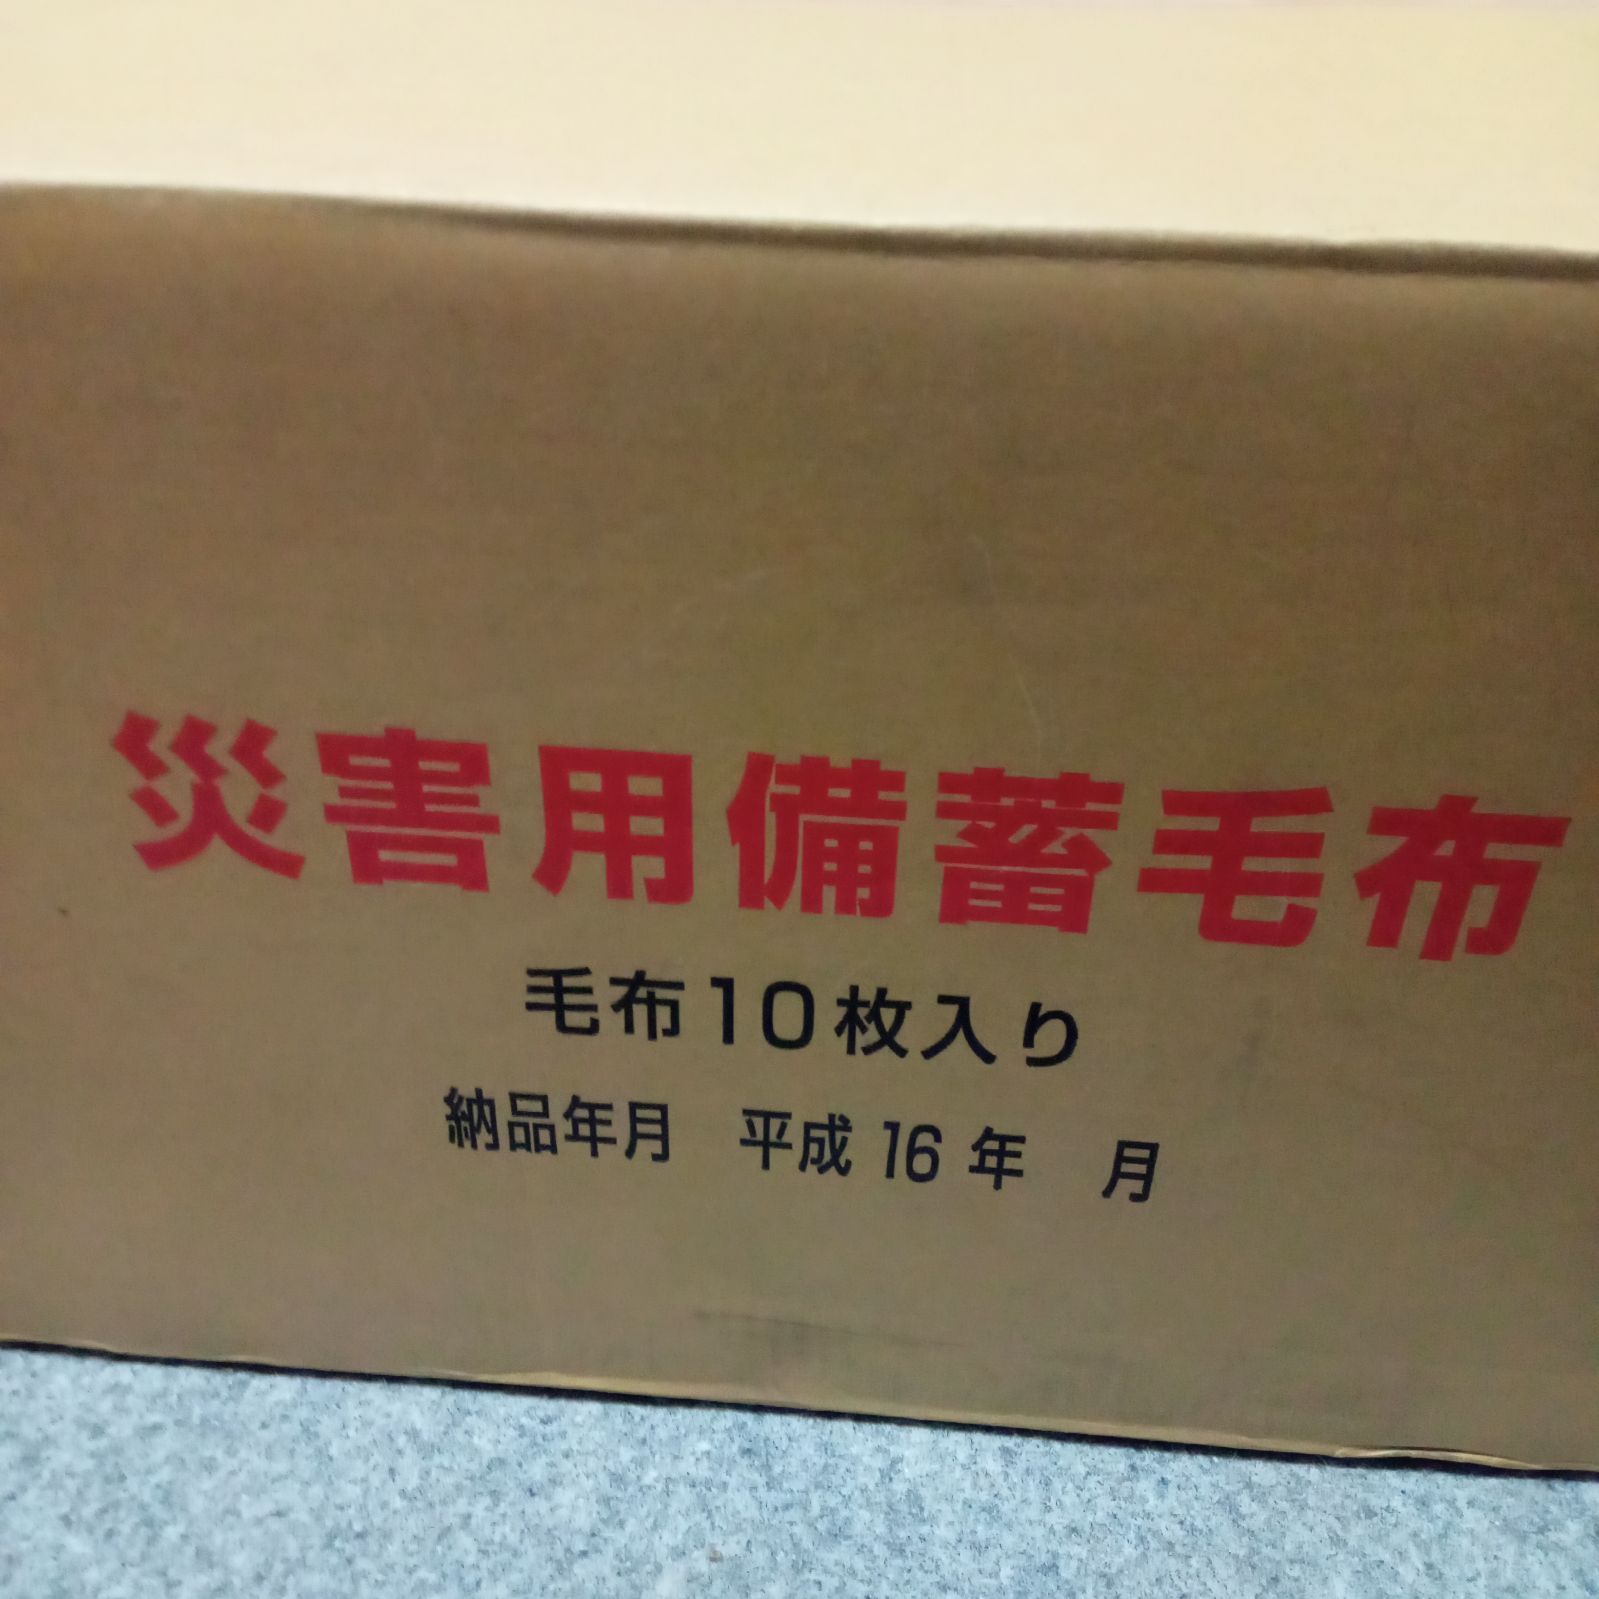 災害用備蓄毛布
毛布10枚入り
納品年月 平成 16 年 月